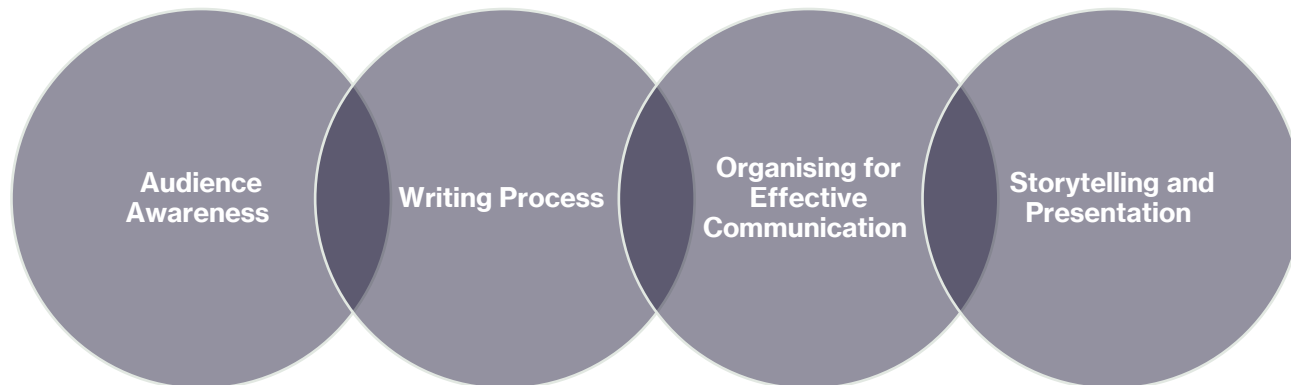 Audience
Awareness
Writing Process
Organising for
Effective
Communication
Storytelling and
Presentation